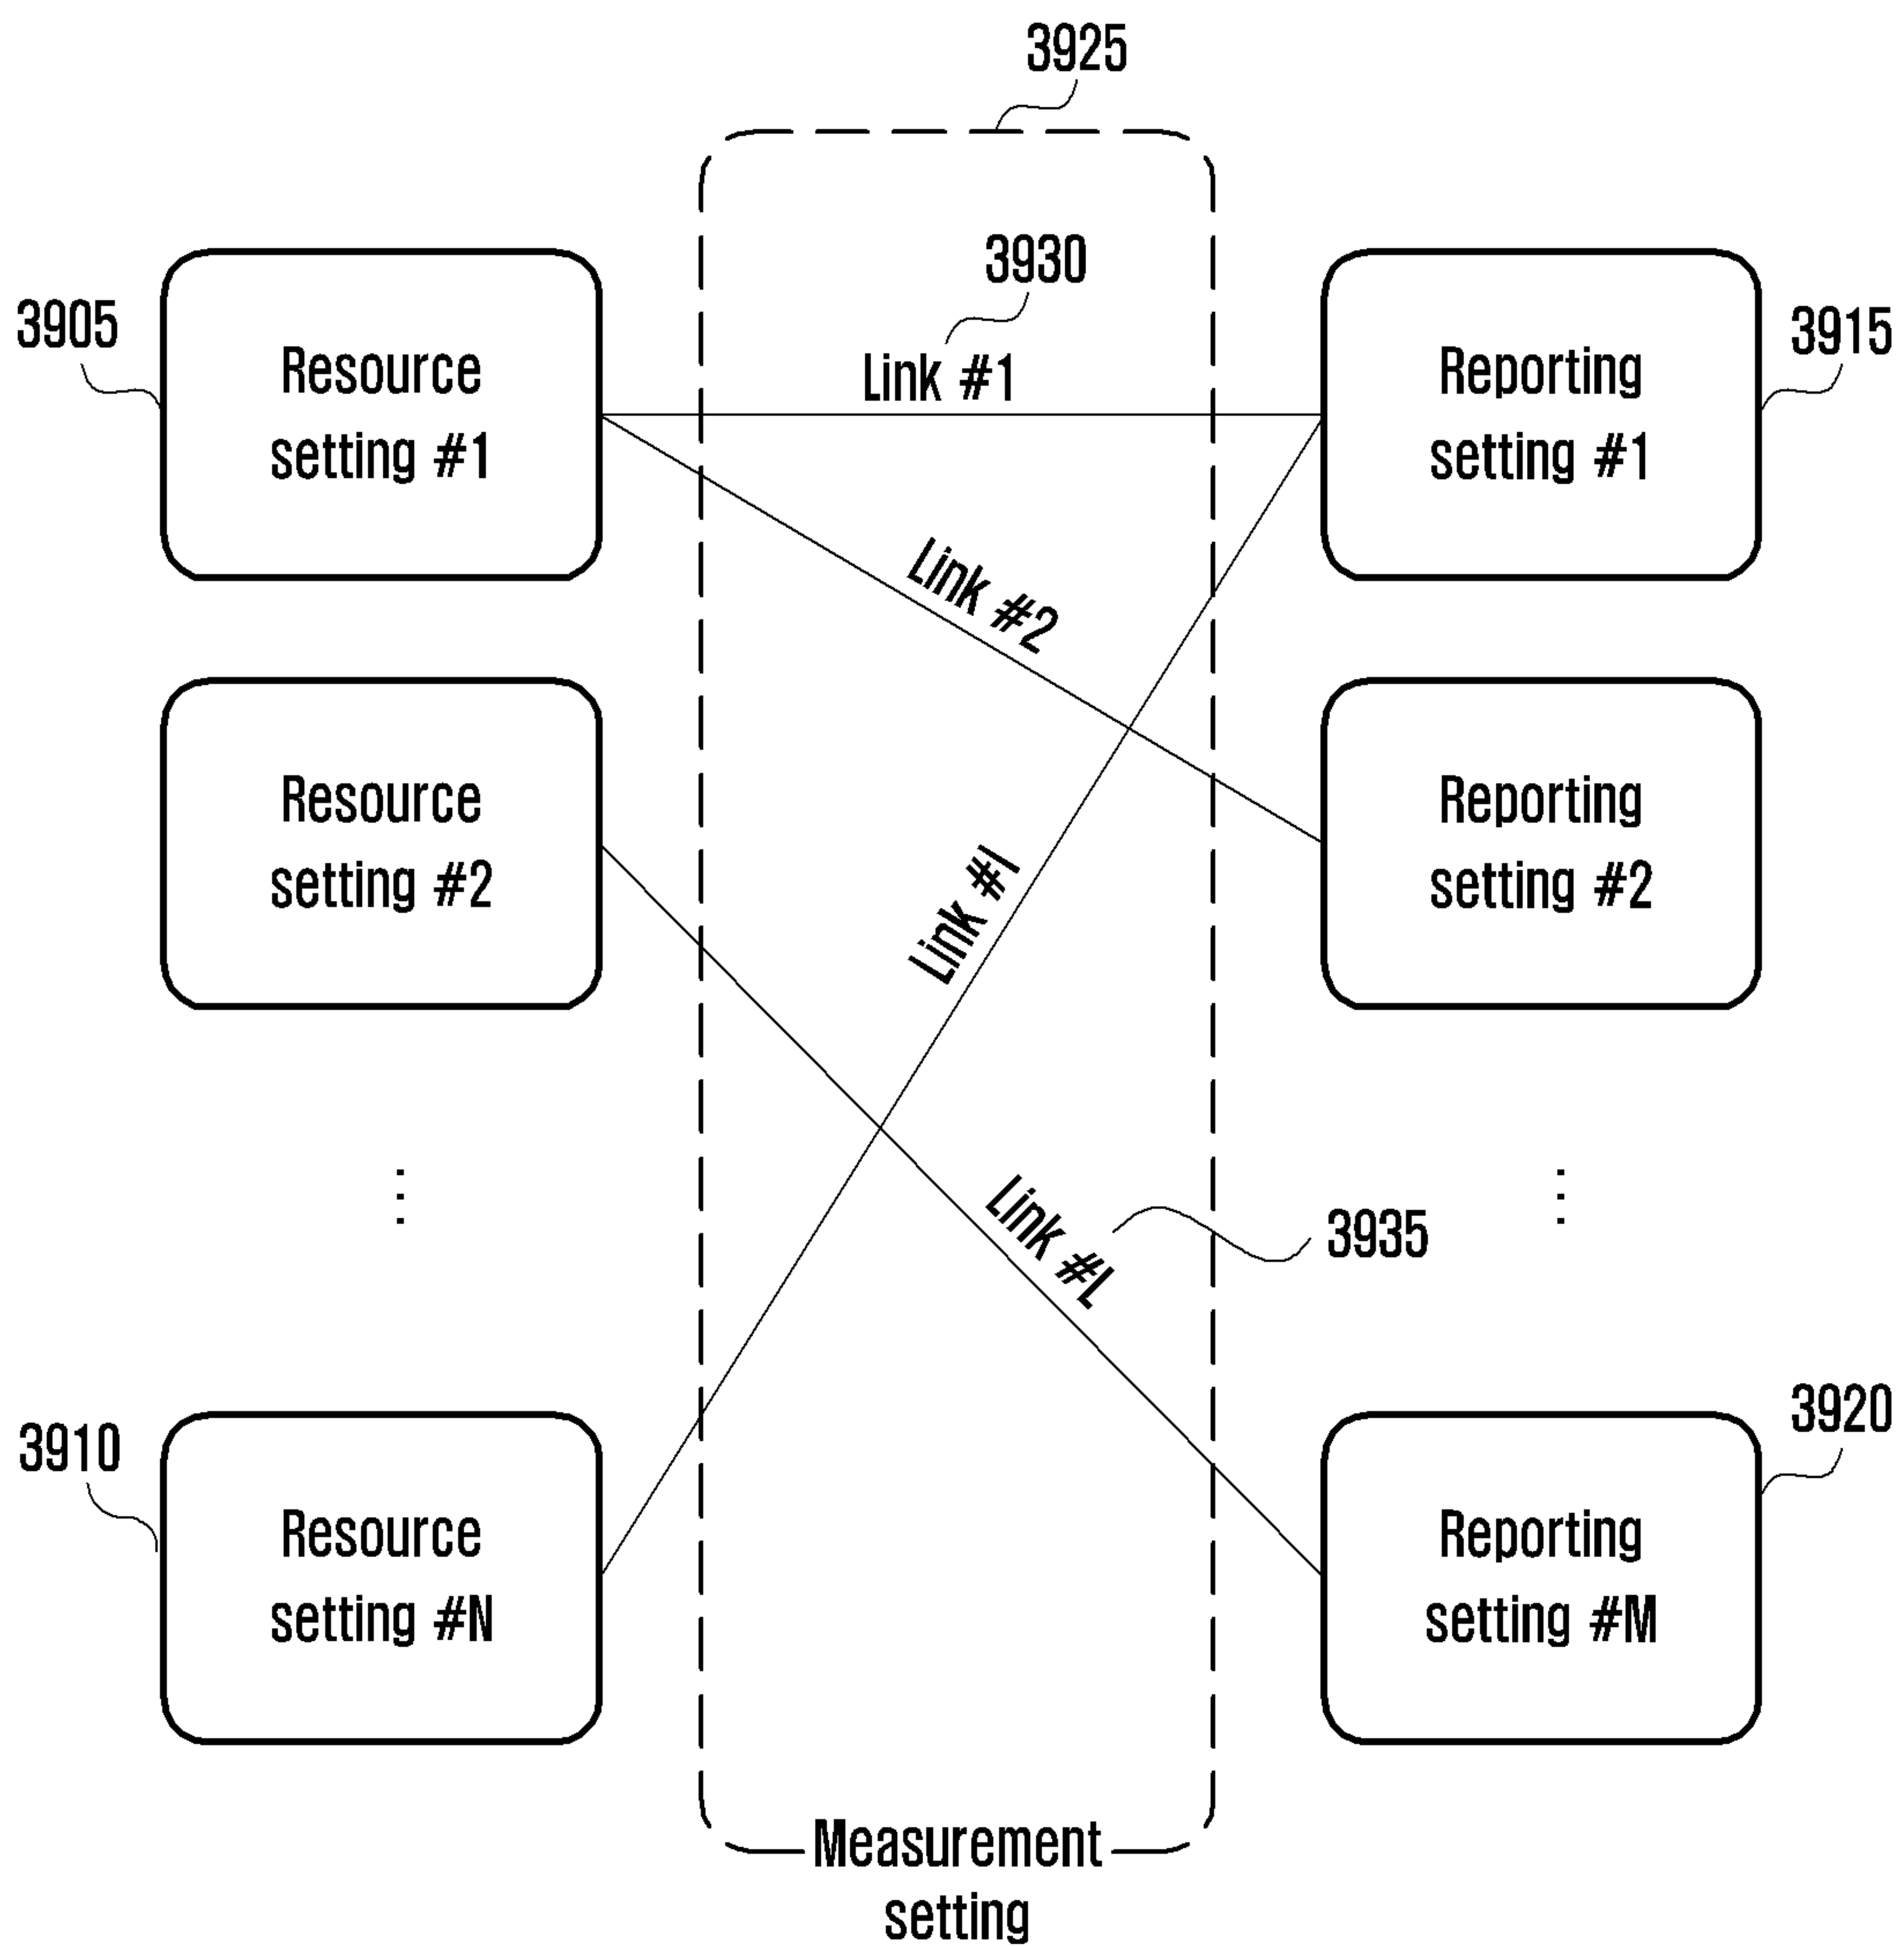 3925
3930
3905
Resource
setting #1
Link #1
Reporting
setting #1
3915
Link #2
Resource
setting #2
Link #l
Reporting
setting #2
Link #L
3935
3910
Resource
setting #N
3920
Reporting
setting #M
Measurement
setting